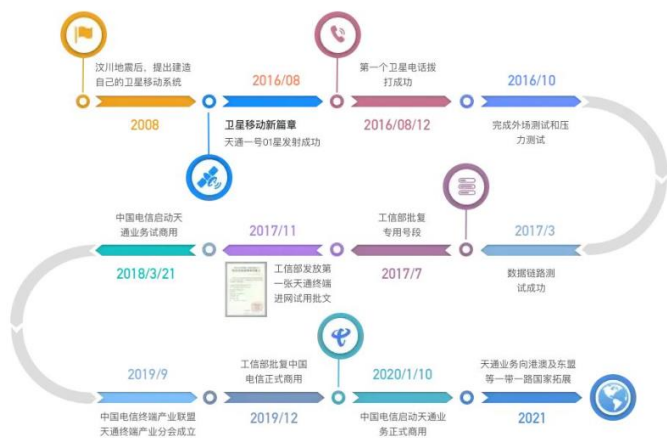 汶川地震后，提出建造
自己的卫星移动系统
2008
2016/08
卫星移动新篇章
天通一号01星发射成功
第一个卫星电话拨
打成功
2016/08/12
2016/10
完成外场测试和压
力测试
2017/3
数据链路测
试成功
工信部批复
专用号段
2017/7
2017/11
工信部发放第
一张天通终端
进网试用批文
中国电信启动天
通业务试商用
2018/3/21
2019/9
中国电信终端产业联盟
天通终端产业分会成立
工信部批复中国
电信正式商用
2019/12
2020/1/10
中国电信启动天通业
务正式商用
天通业务向港澳及东盟
等一带一路国家拓展
2021